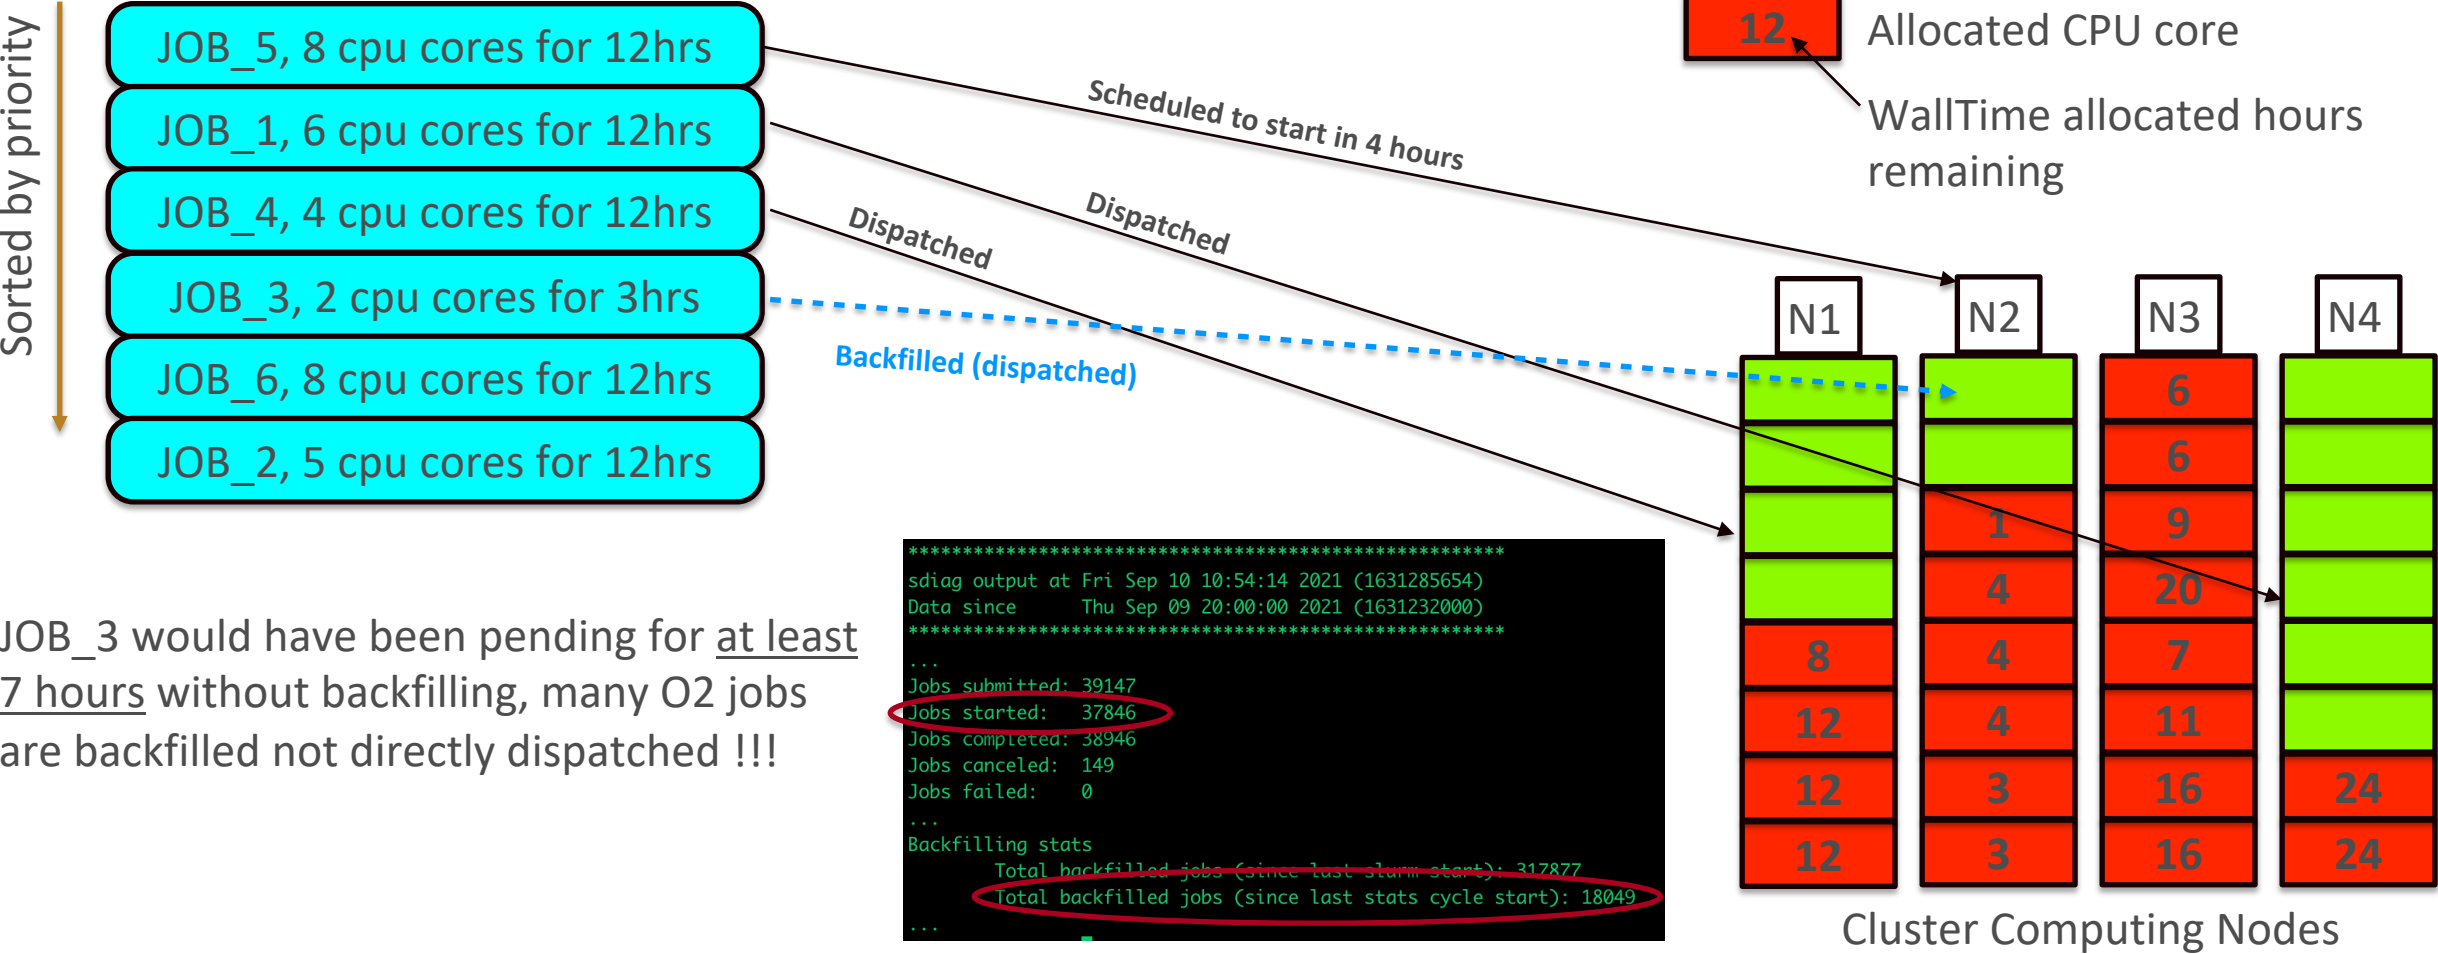 Sorted by priority
JOB_5, 8 cpu cores for 12hrs
JOB_1, 6 cpu cores for 12hrs
JOB_4, 4 cpu cores for 12hrs
JOB_3, 2 cpu cores for 3hrs
JOB_6, 8 cpu cores for 12hrs
JOB_2, 5 cpu cores for 12hrs
Scheduled to start in 4 hours
Dispatched
Dispatched
Backfilled (dispatched)
12
Allocated CPU core
WallTime allocated hours
remaining
N1
N2
N3
N4
6
6
1
9
4
20
8
4
7
12
4
11
12
3
16
24
12
3
16
24
Cluster Computing Nodes
JOB_3 would have been pending for at least
7 hours without backfilling, many O2 jobs
are backfilled not directly dispatched !!!
*******************************************************
sdiag output at Fri Sep 10 10:54:14 2021 (1631285654)
Data since Thu Sep 09 20:00:00 2021 (1631232000)
*******************************************************
...
Jobs submitted: 39147
Jobs started: 37846
Jobs completed: 38946
Jobs canceled: 149
Jobs failed: 0
...
Backfilling stats
Total backfilled jobs (since last slurm start): 317877
Total backfilled jobs (since last stats cycle start): 18049
...